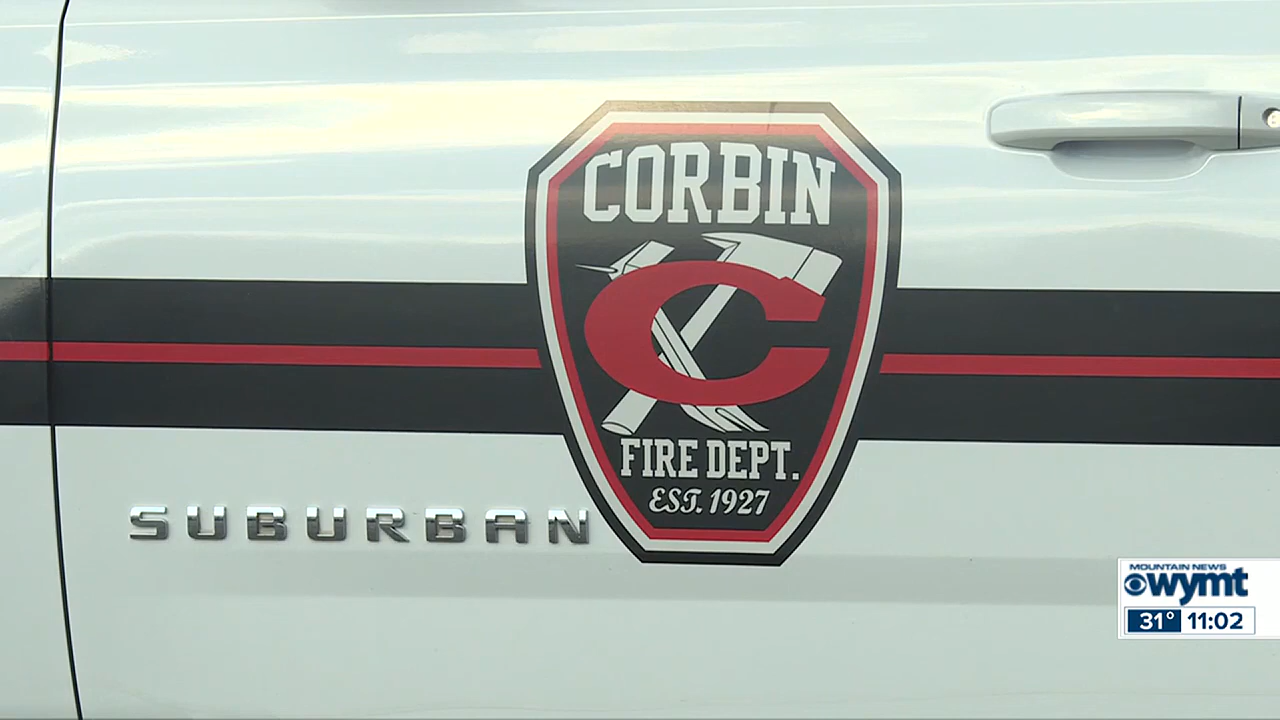 CORBIN
C
FIRE DEPT.
EST. 1927
SUBURBAN
MOUNTAIN NEWS
wymt
31° 11:02